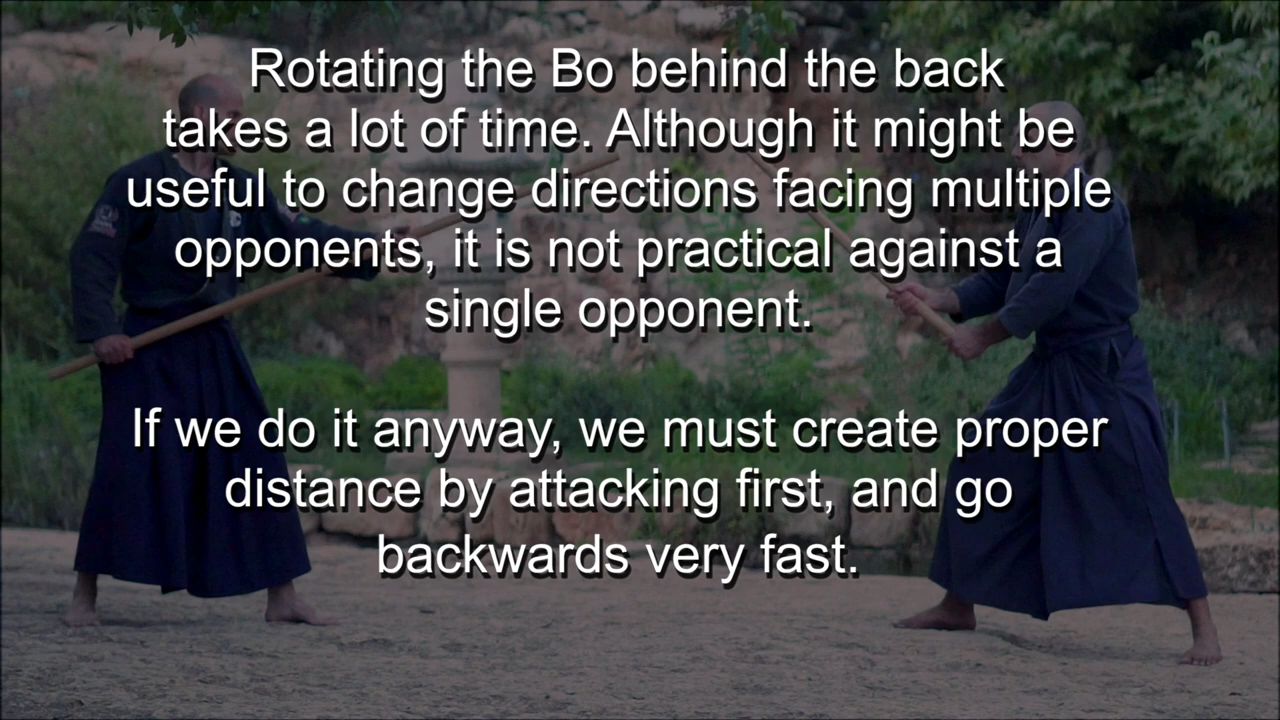 Rotating the Bo behind the back
takes a lot of time. Although it might be
useful to change directions facing multiple
opponents, it is not practical against a
single opponent.
If we do it anyway, we must create proper
distance by attacking first, and go
backwards very fast.